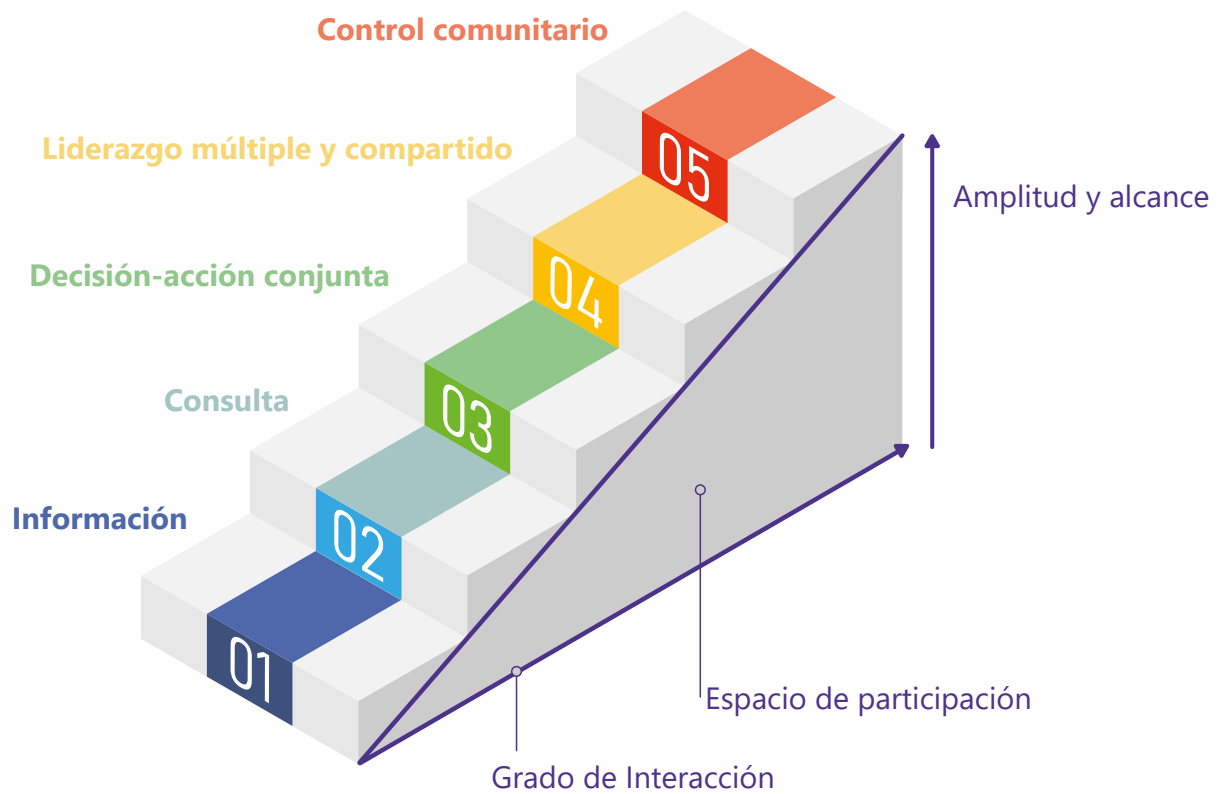 Control comunitario
05
Liderazgo múltiple y compartido
Amplitud y alcance
04
Decisión-acción conjunta
03
Consulta
02
Información
01
Espacio de participación
Grado de Interacción